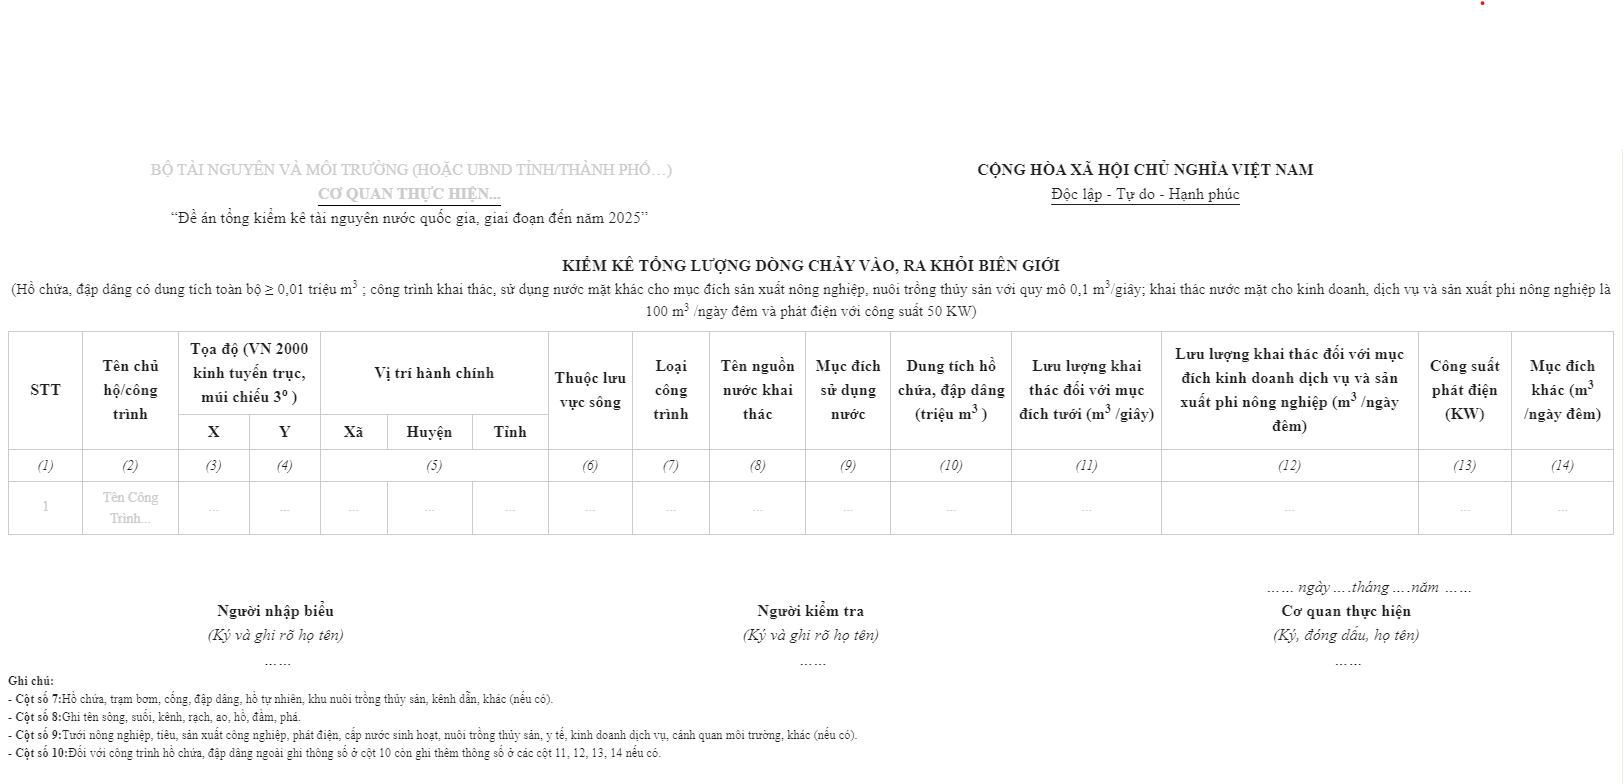 BỘ TÀI NGUYÊN VÀ MÔI TRƯỜNG (HOẶC UBND TỈNH/THÀNH PHỐ…)
CƠ QUAN THỰC HIỆN...
“Đề án tổng kiểm kê tài nguyên nước quốc gia, giai đoạn đến năm 2025”
CỘNG HÒA XÃ HỘI CHỦ NGHĨA VIỆT NAM
Độc lập - Tự do - Hạnh phúc
KIỂM KÊ TỔNG LƯỢNG DÒNG CHẢY VÀO, RA KHỎI BIÊN GIỚI
(Hồ chứa, đập dâng có dung tích toàn bộ ≥ 0,01 triệu m³ ; công trình khai thác, sử dụng nước mặt khác cho mục đích sản xuất nông nghiệp, nuôi trồng thủy sản với quy mô 0,1 m³/giây; khai thác nước mặt cho kinh doanh, dịch vụ và sản xuất phi nông nghiệp là
100 m³ /ngày đêm và phát điện với công suất 50 KW)
STT
Tên chủ
hộ/công
trình
Tọa độ (VN 2000
kinh tuyến trục,
múi chiếu 3⁰ )
X
Y
Vị trí hành chính
Xã
Huyện
Tỉnh
Thuộc lưu
vực sông
Loại
công
trình
Tên nguồn
nước khai
thác
Mục đích
sử dụng
nước
Dung tích hồ
chứa, đập dâng
(triệu m³ )
Lưu lượng khai
thác đối với mục
đích tưới (m³ /giây)
Lưu lượng khai thác đối với mục
đích kinh doanh dịch vụ và sản
xuất phi nông nghiệp (m³ /ngày
đêm)
Công suất
phát điện
(KW)
Mục đích
khác (m³
/ngày đêm)
(1) (2) (3) (4) (5) (6) (7) (8) (9) (10) (11) (12) (13) (14)
1
Tên Công
Trình...
... ... ... ... ... ... ... ... ... ... ... ... ... ...
…… ngày ….tháng ….năm ……
Người nhập biểu
(Ký và ghi rõ họ tên)
……
Người kiểm tra
(Ký và ghi rõ họ tên)
……
Cơ quan thực hiện
(Ký, đóng dấu, họ tên)
……
Ghi chú:
- Cột số 7:Hồ chứa, trạm bơm, cống, đập dâng, hồ tự nhiên, khu nuôi trồng thủy sản, kênh dẫn, khác (nếu có).
- Cột số 8:Ghi tên sông, suối, kênh, rạch, ao, hồ, đầm, phá.
- Cột số 9:Tưới nông nghiệp, tiêu, sản xuất công nghiệp, phát điện, cấp nước sinh hoạt, nuôi trồng thủy sản, y tế, kinh doanh dịch vụ, cảnh quan môi trường, khác (nếu có).
- Cột số 10:Đối với công trình hồ chứa, đập dâng ngoài ghi thông số ở cột 10 còn ghi thêm thông số ở các cột 11, 12, 13, 14 nếu có.